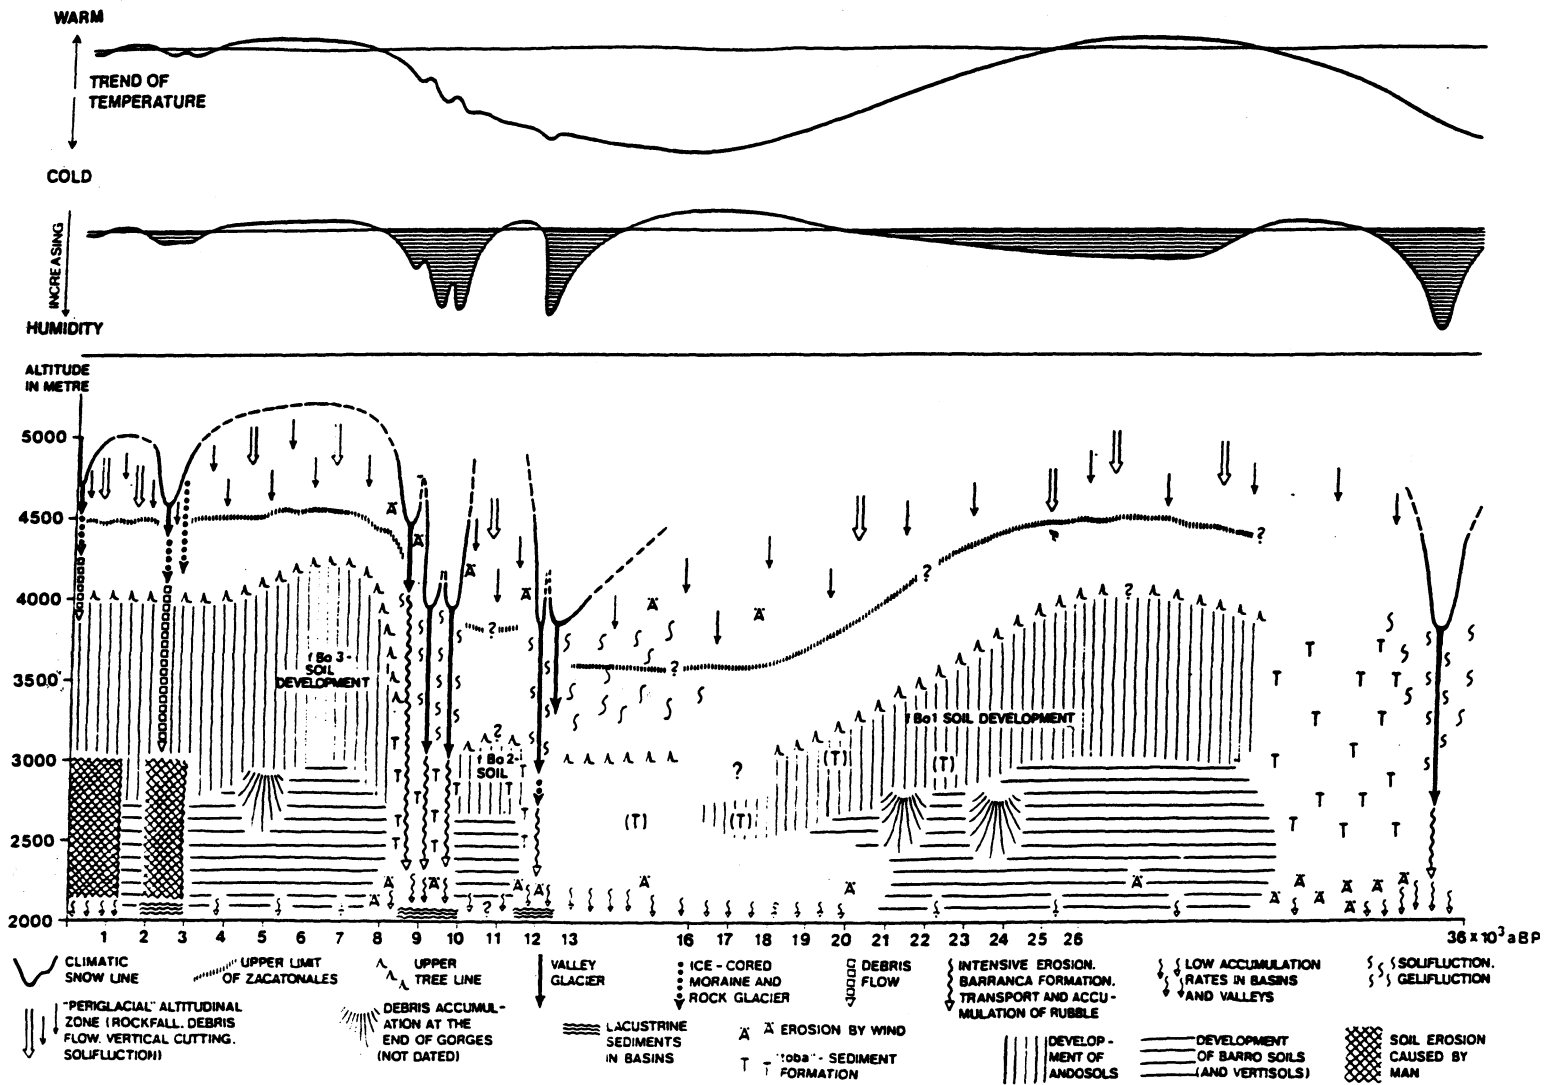 WARM
TREND OF
TEMPERATURE
COLD
INCREASING
HUMIDITY
ALTITUDE
IN METRE
5000
4500
4000
3500
3000
2500
2000
f Bo 3 -
SOIL
DEVELOPMENT
?
?
f Bo 2 -
SOIL
?
?
?
(T)
(T)
(T)
(T)
f Bo 1 SOIL DEVELOPMENT
?
?
?
1 2 3 4 5 6 7 8 9 10 11 12 13 16 17 18 19 20 21 22 23 24 25 26 36 x 10³ a BP
CLIMATIC
SNOW LINE
UPPER LIMIT
OF ZACATONALES
UPPER
TREE LINE
VALLEY
GLACIER
ICE - CORED
MORAINE AND
ROCK GLACIER
DEBRIS
FLOW
INTENSIVE EROSION.
BARRANCA FORMATION.
TRANSPORT AND ACCU-
MULATION OF RUBBLE
LOW ACCUMULATION
RATES IN BASINS
AND VALLEYS
SOLIFLUCTION.
GELIFLUCTION
"PERIGLACIAL" ALTITUDINAL
ZONE (ROCKFALL. DEBRIS
FLOW. VERTICAL CUTTING.
SOLIFLUCTION)
DEBRIS ACCUMUL-
ATION AT THE
END OF GORGES
(NOT DATED)
LACUSTRINE
SEDIMENTS
IN BASINS
Ä Ä EROSION BY WIND
T T "toba" - SEDIMENT
FORMATION
DEVELOP -
MENT OF
ANDOSOLS
DEVELOPMENT
OF BARRO SOILS
(AND VERTISOLS)
SOIL EROSION
CAUSED BY
MAN